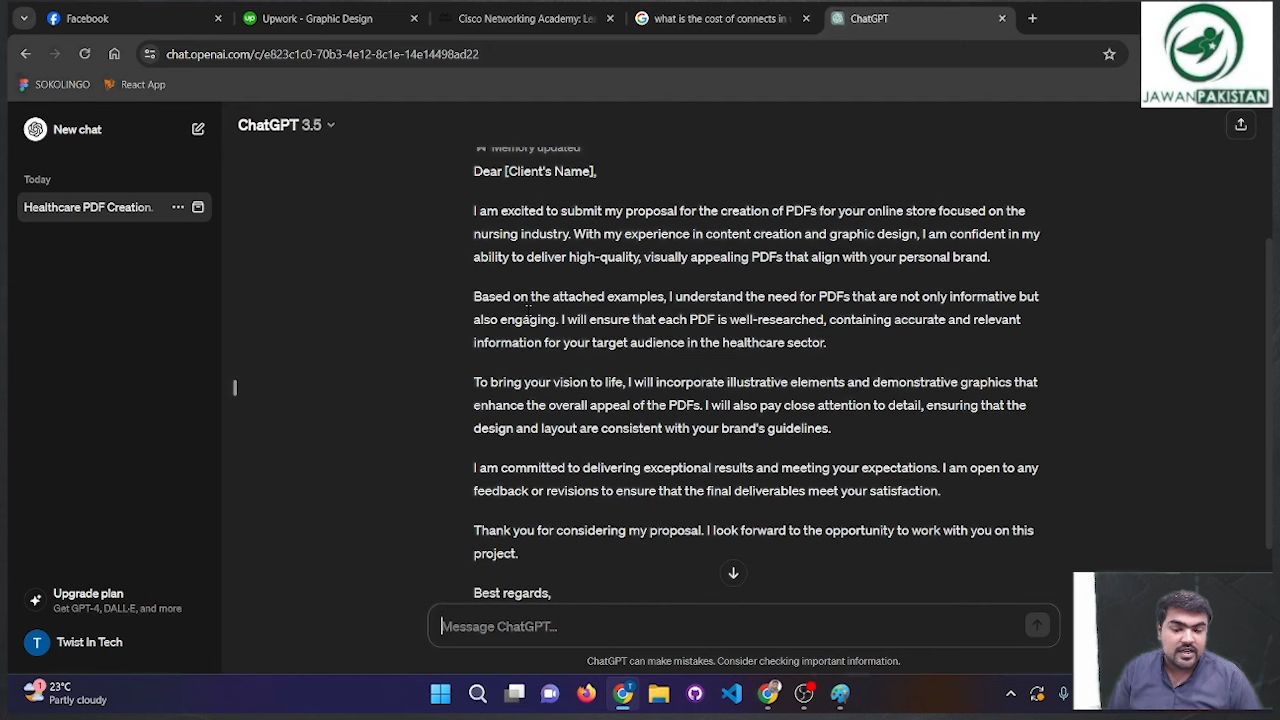 Facebook
Upwork - Graphic Design
Cisco Networking Academy Le
what is the cost of connects in u
ChatGPT
chat.openai.com/c/e823c1c0-70b3-4e12-8c1e-14e14498ad22
SOKOLINGO
React App
JAWANPAKISTAN
New chat
ChatGPT 3.5
Today
Healthcare PDF Creation.
Memory updated
Dear [Client's Name],
I am excited to submit my proposal for the creation of PDFs for your online store focused on the
nursing industry. With my experience in content creation and graphic design, I am confident in my
ability to deliver high-quality, visually appealing PDFs that align with your personal brand.
Based on the attached examples, I understand the need for PDFs that are not only informative but
also engaging. I will ensure that each PDF is well-researched, containing accurate and relevant
information for your target audience in the healthcare sector.
To bring your vision to life, I will incorporate illustrative elements and demonstrative graphics that
enhance the overall appeal of the PDFs. I will also pay close attention to detail, ensuring that the
design and layout are consistent with your brand's guidelines.
I am committed to delivering exceptional results and meeting your expectations. I am open to any
feedback or revisions to ensure that the final deliverables meet your satisfaction.
Thank you for considering my proposal. I look forward to the opportunity to work with you on this
project.
Best regards,
Upgrade plan
Get GPT-4, DALL·E, and more
T
Twist In Tech
Message ChatGPT...
ChatGPT can make mistakes. Consider checking important information.
1
23°C
Partly cloudy